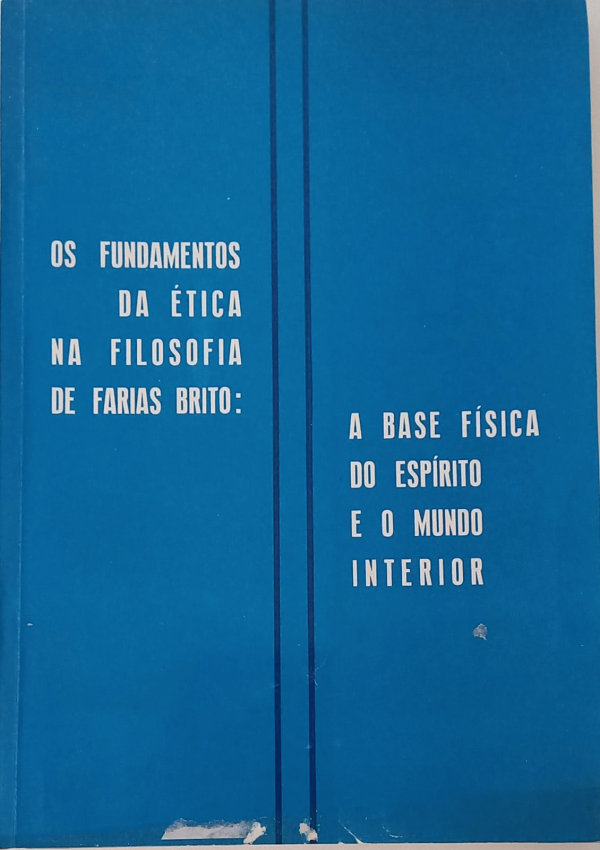 OS FUNDAMENTOS
DA ÉTICA
NA FILOSOFIA
DE FARIAS BRITO:
A BASE FÍSICA
DO ESPÍRITO
E O MUNDO
INTERIOR